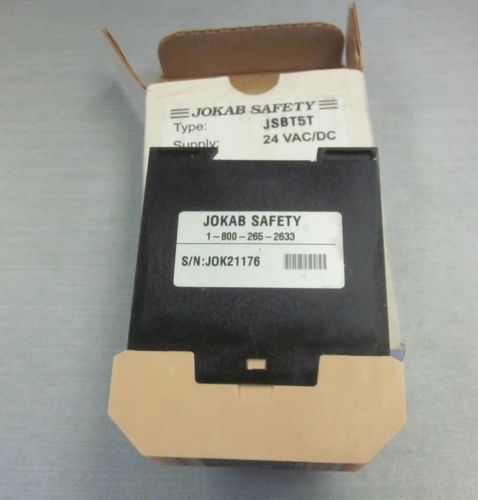 JOKAB SAFETY
Type: JSBT5T
Supply: 24 VAC/DC
JOKAB SAFETY
1-800-265-2633
S/N:JOK21176